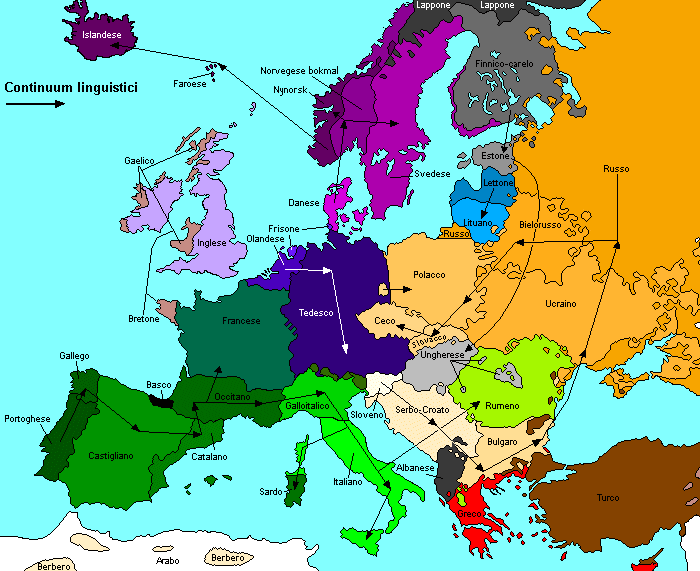 Lappone
Lappone
Islandese
Finnico-carelo
Norvegese bokmal
Faroese
Continuum linguistici
Nynorsk
Estone
Gaelico
Russo
Svedese
Lettone
Danese
Lituano
Frisone
Bielorusso
Olandese
Inglese
Russo
Polacco
Ucraino
Tedesco
Bretone
Francese
Ceco
Slovacco
Gallego
Ungherese
Basco
Occitano
Galloitalico
Rumeno
Sloveno
Serbo-Croato
Portoghese
Bulgaro
Castigliano
Catalano
Albanese
Italiano
Sardo
Turco
Greco
Berbero
Arabo
Berbero